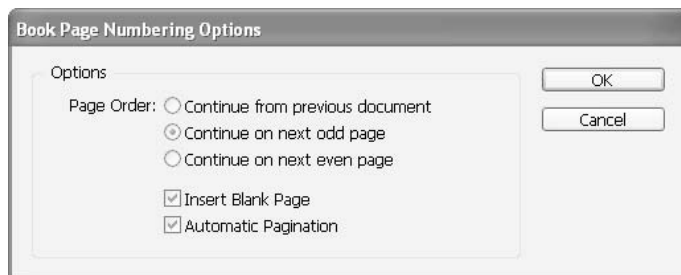 Book Page Numbering Options
Options
OK
Page Order: Continue from previous document
Cancel
Continue on next odd page
Continue on next even page
Insert Blank Page
Automatic Pagination